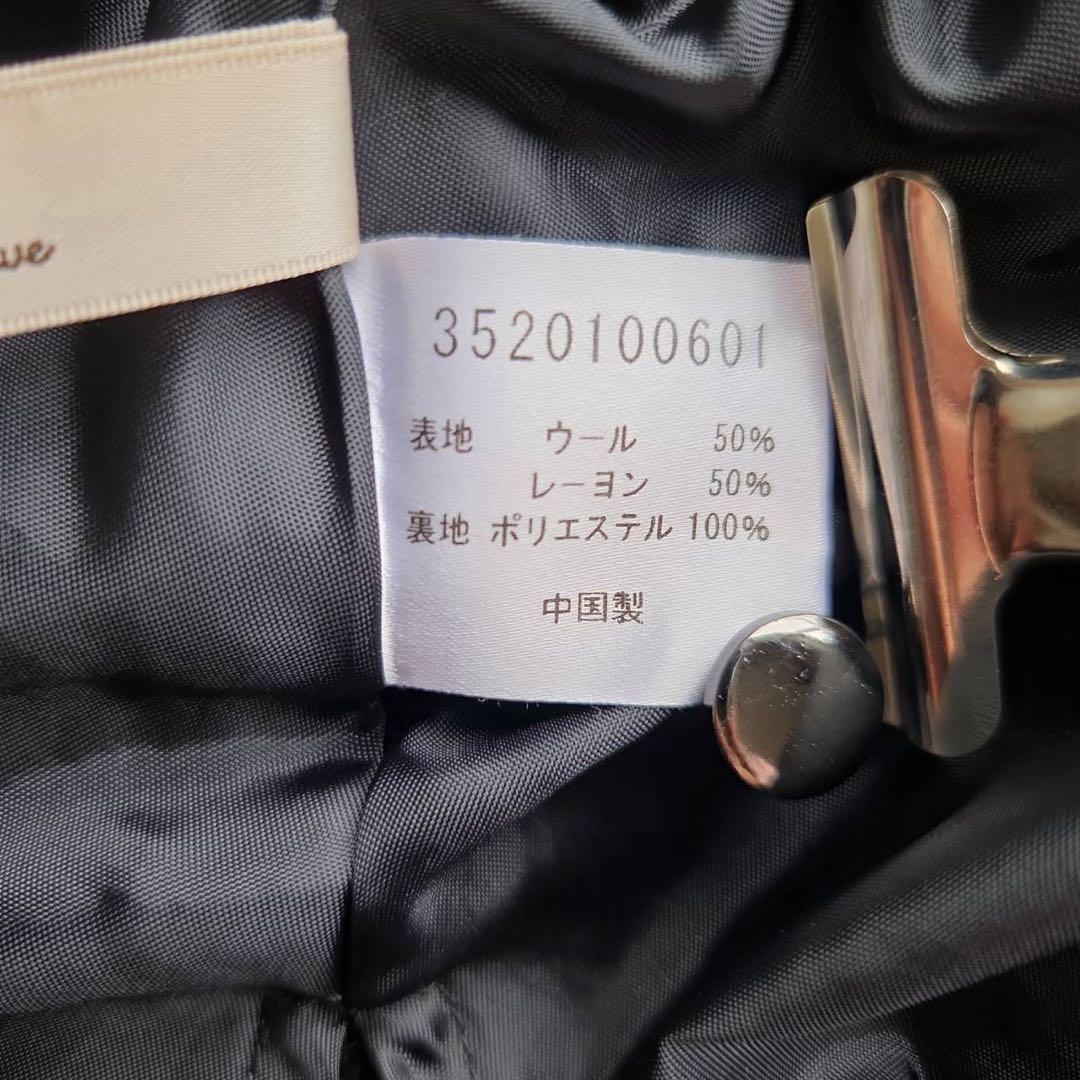 3520100601
表地 ウール 50%
レーヨン 50%
裏地 ポリエステル 100%
中国製